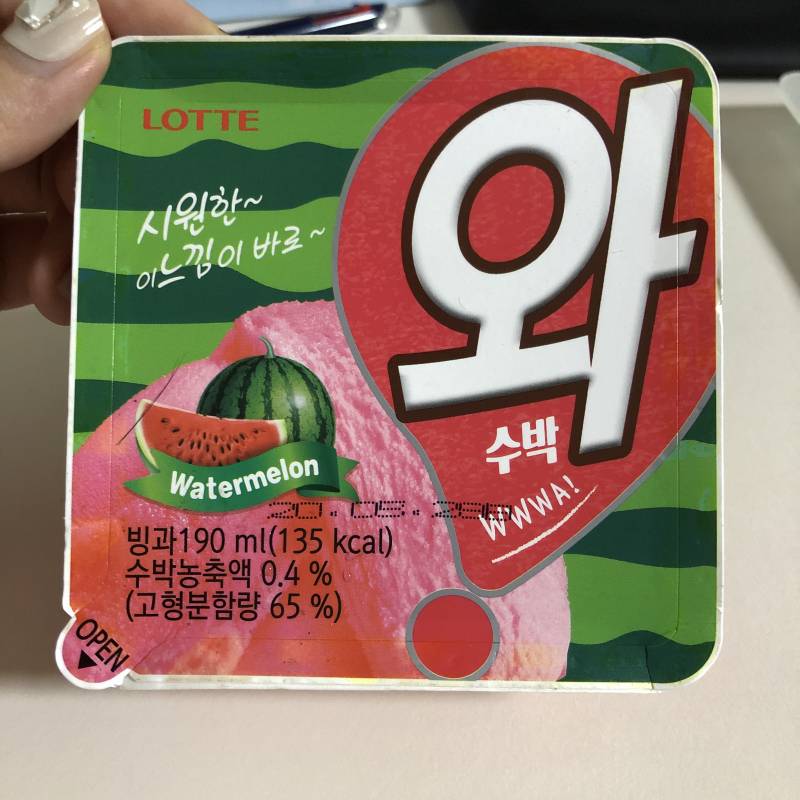 LOTTE
시원한~
이느낌이 바로~
와
수박
WWWA!
Watermelon
빙과190 ml(135 kcal)
수박농축액 0.4 %
(고형분함량 65 %)
OPEN